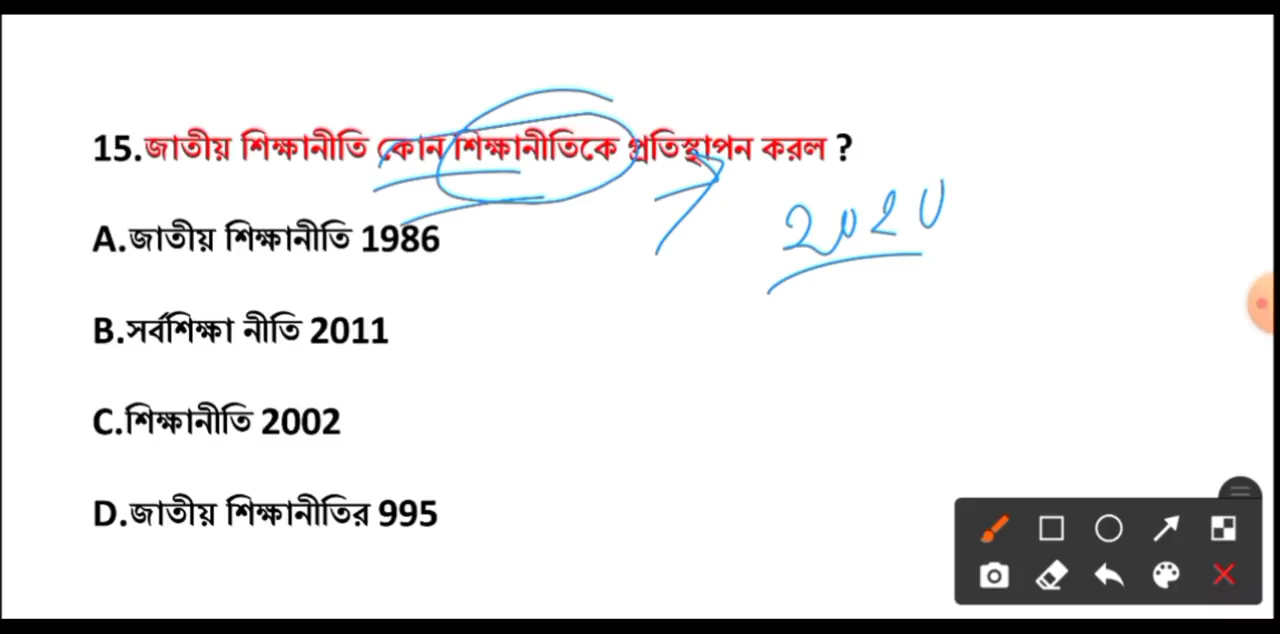 15.জাতীয় শিক্ষানীতি কোন শিক্ষানীতিকে প্রতিস্থাপন করল ?
2020
A.জাতীয় শিক্ষানীতি 1986
B.সর্বশিক্ষা নীতি 2011
C.শিক্ষানীতি 2002
D.জাতীয় শিক্ষানীতির 995